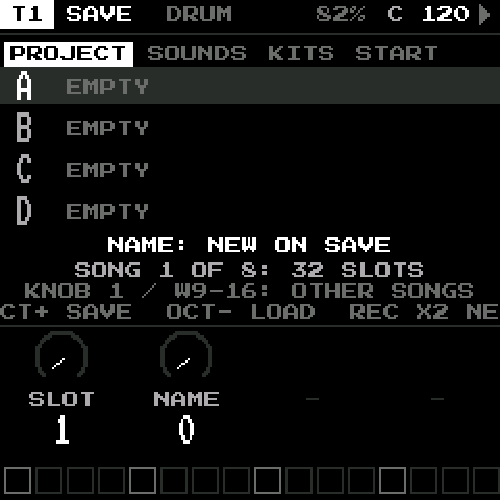 T1 SAVE DRUM 82% C 120
PROJECT SOUNDS KITS START
A EMPTY
B EMPTY
C EMPTY
D EMPTY
NAME: NEW ON SAVE
SONG 1 OF 8: 32 SLOTS
KNOB 1 / W9-16: OTHER SONGS
CT+ SAVE OCT- LOAD REC X2 NE
SLOT NAME - -
1 0